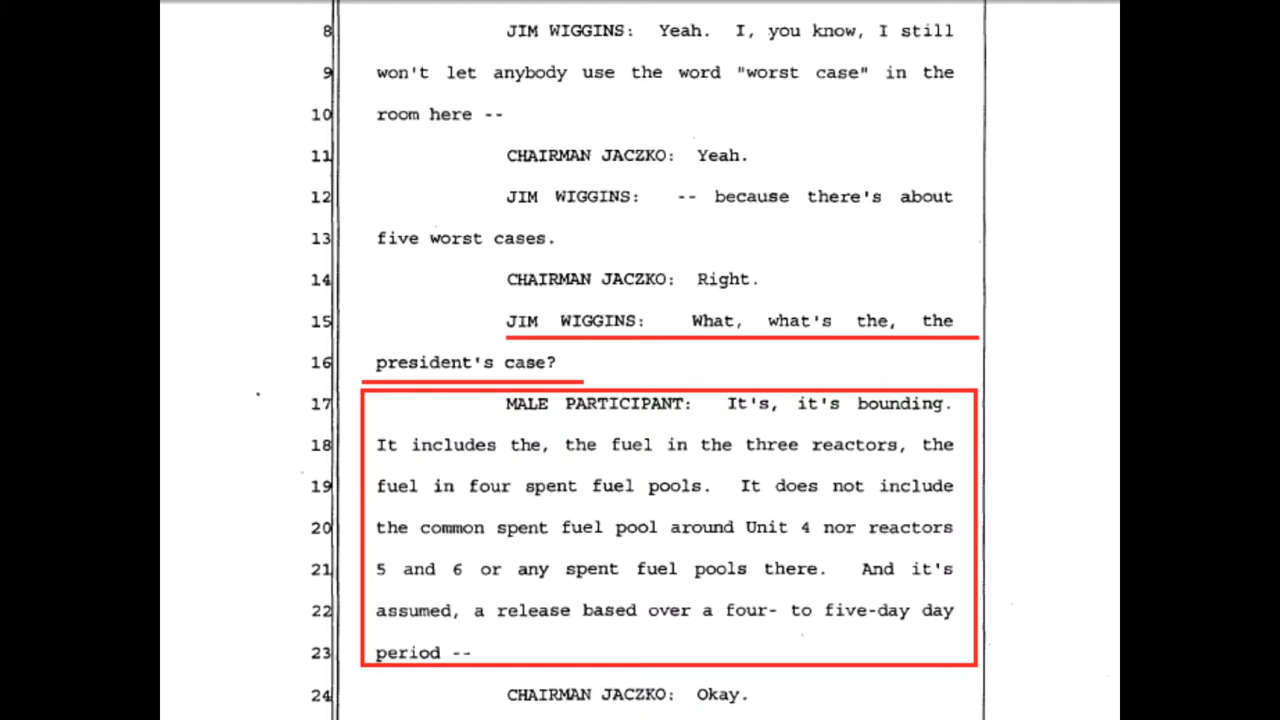 8 JIM WIGGINS: Yeah. I, you know, I still
9 won't let anybody use the word "worst case" in the
10 room here --
11 CHAIRMAN JACZKO: Yeah.
12 JIM WIGGINS: -- because there's about
13 five worst cases.
14 CHAIRMAN JACZKO: Right.
15 JIM WIGGINS: What, what's the, the
16 president's case?
17 MALE PARTICIPANT: It's, it's bounding.
18 It includes the, the fuel in the three reactors, the
19 fuel in four spent fuel pools. It does not include
20 the common spent fuel pool around Unit 4 nor reactors
21 5 and 6 or any spent fuel pools there. And it's
22 assumed, a release based over a four- to five-day day
23 period --
24 CHAIRMAN JACZKO: Okay.